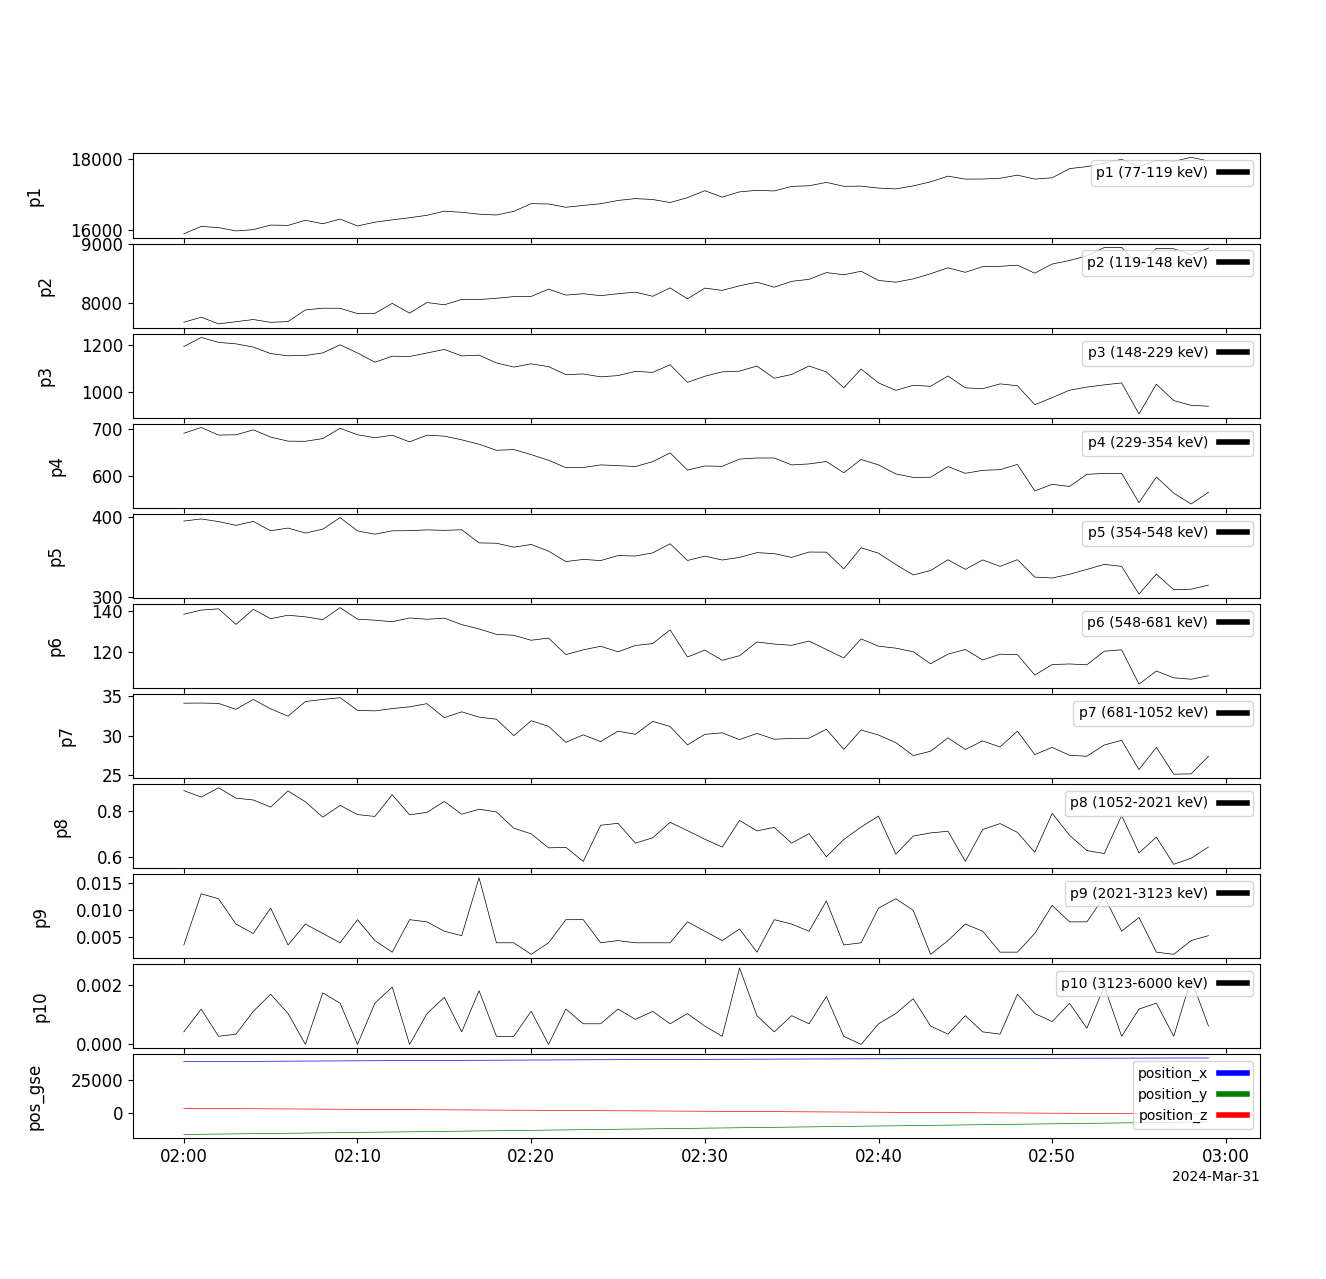 18000
16000
p1
p1 (77-119 keV)
9000
8000
p2
p2 (119-148 keV)
1200
1000
p3
p3 (148-229 keV)
700
600
p4
p4 (229-354 keV)
400
300
p5
p5 (354-548 keV)
140
120
p6
p6 (548-681 keV)
35
30
25
p7
p7 (681-1052 keV)
0.8
0.6
p8
p8 (1052-2021 keV)
0.015
0.010
0.005
p9
p9 (2021-3123 keV)
0.002
0.000
p10
p10 (3123-6000 keV)
25000
0
pos_gse
position_x
position_y
position_z
02:00 02:10 02:20 02:30 02:40 02:50 03:00
2024-Mar-31